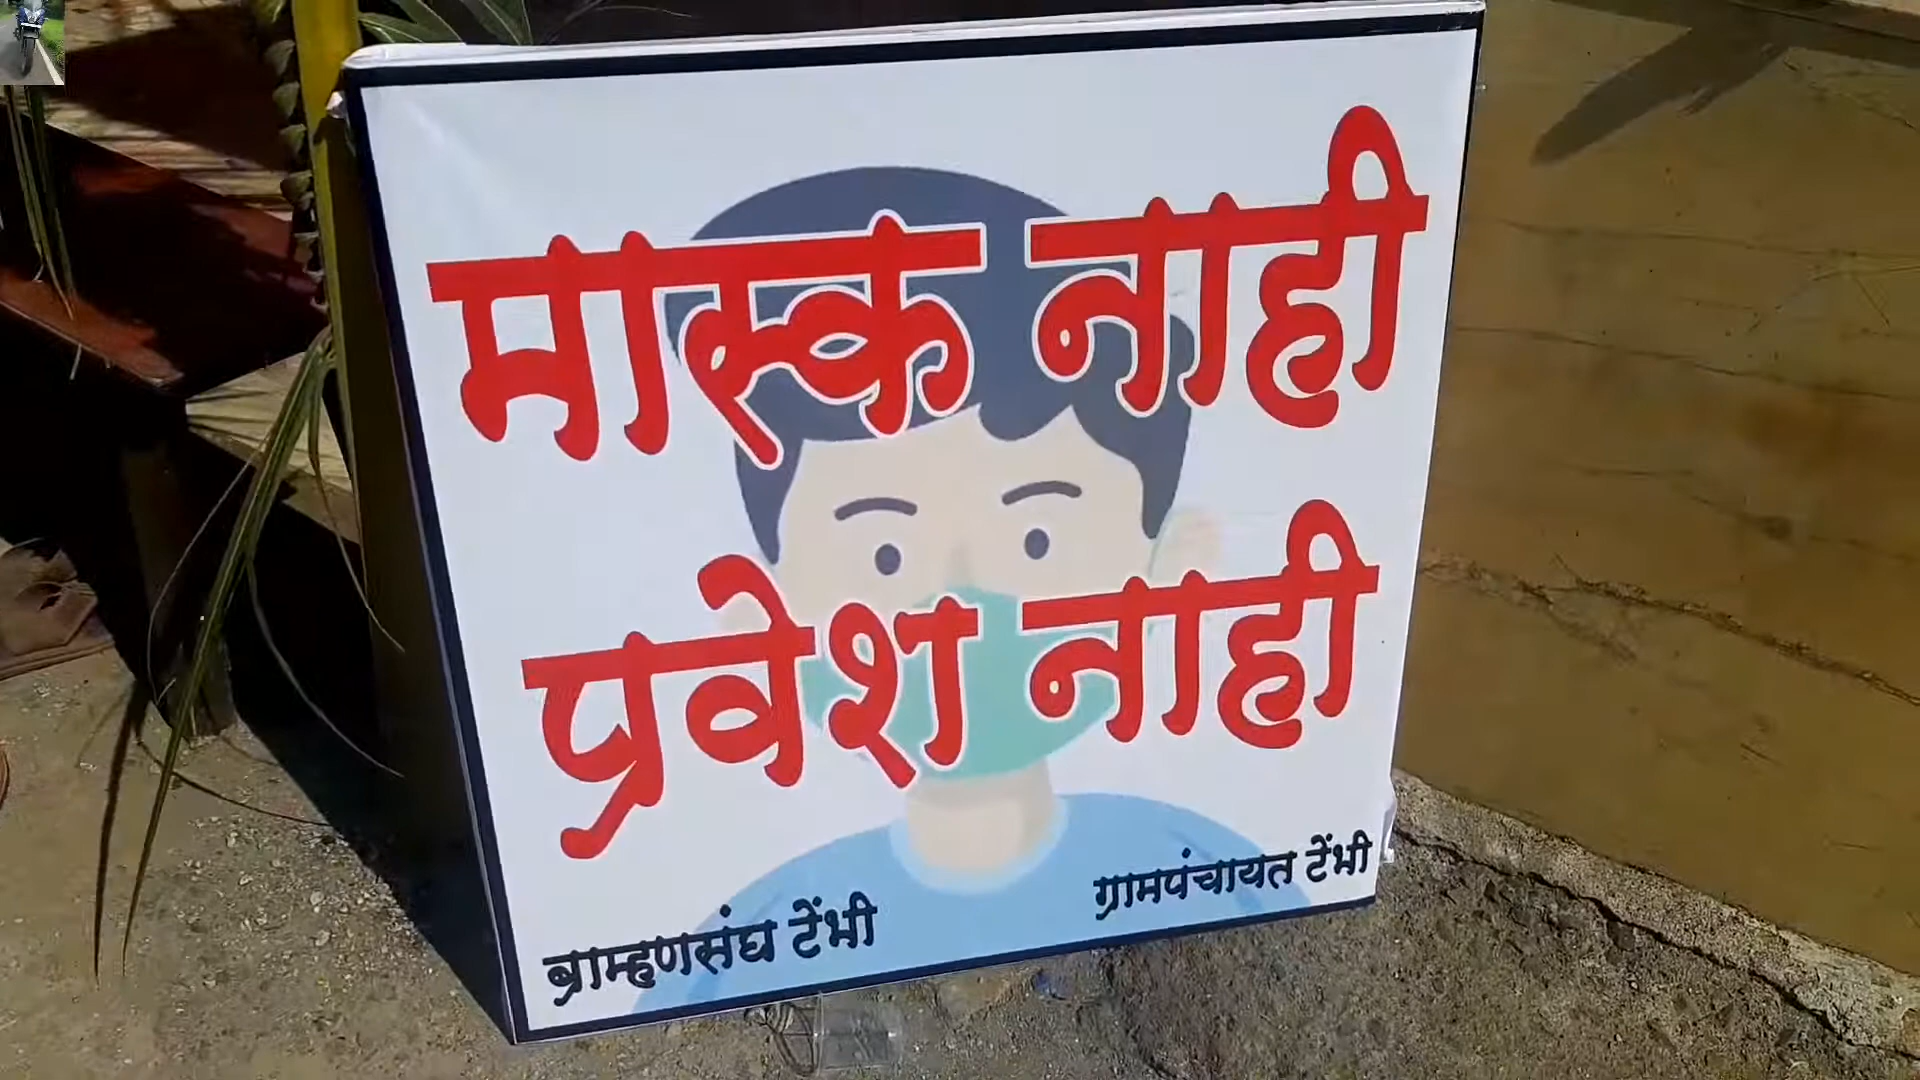 मास्क नाही
प्रवेश नाही
ब्राम्हणसंघ टेंभी
ग्रामपंचायत टेंभी